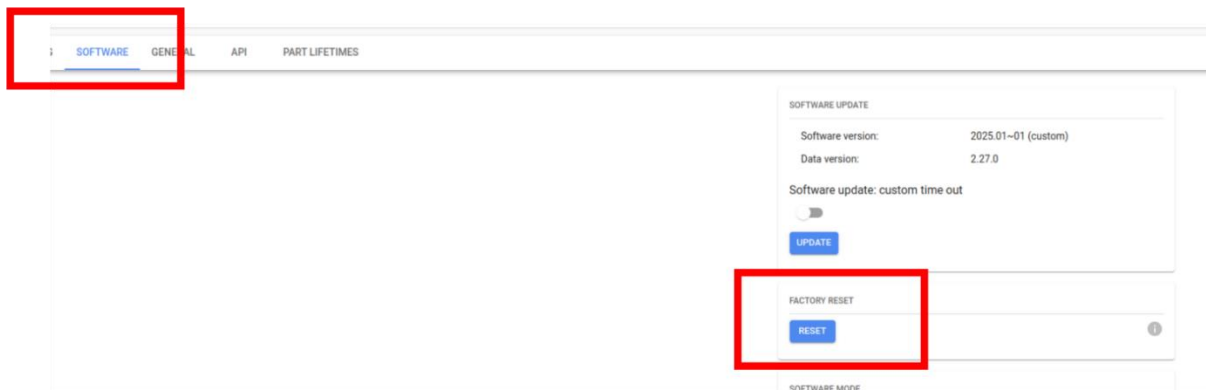 SOFTWARE GENERAL API PART LIFETIMES
SOFTWARE UPDATE
Software version: 2025.01~01 (custom)
Data version: 2.27.0
Software update: custom time out
UPDATE
FACTORY RESET
RESET
SOFTWARE MODE